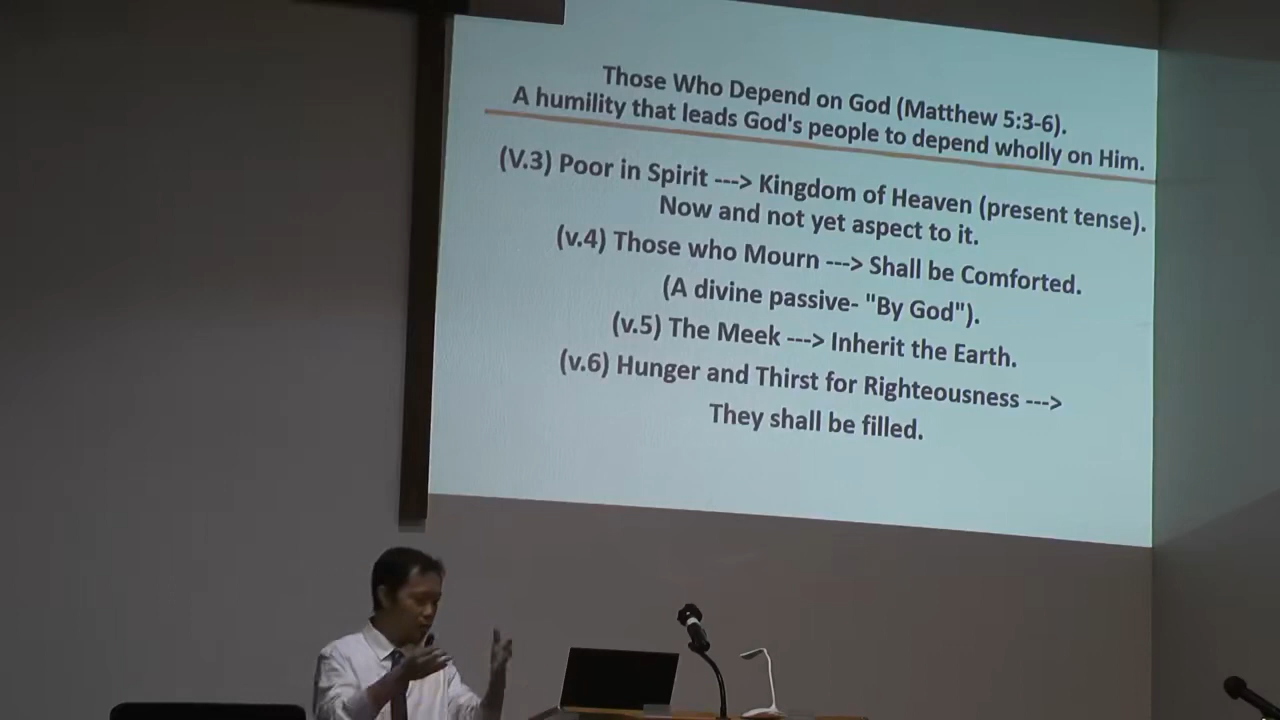 Those Who Depend on God (Matthew 5:3-6).
A humility that leads God's people to depend wholly on Him.
(V.3) Poor in Spirit ---> Kingdom of Heaven (present tense).
Now and not yet aspect to it.
(v.4) Those who Mourn ---> Shall be Comforted.
(A divine passive- "By God").
(v.5) The Meek ---> Inherit the Earth.
(v.6) Hunger and Thirst for Righteousness --->
They shall be filled.